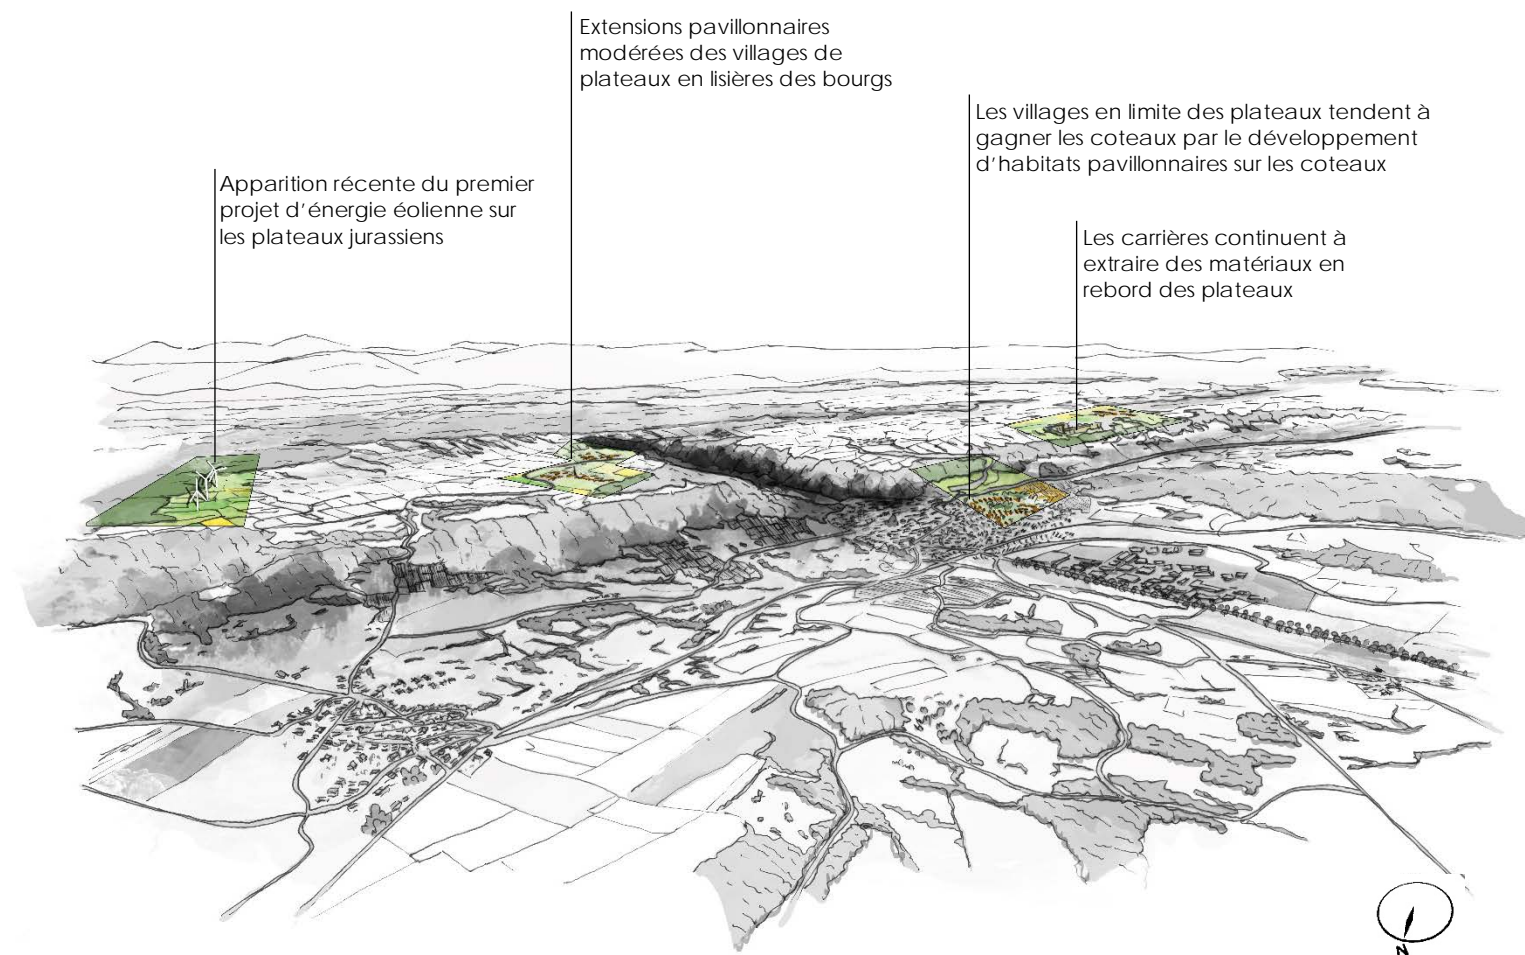 Extensions pavillonnaires
modérées des villages de
plateaux en lisières des bourgs
Les villages en limite des plateaux tendent à
gagner les coteaux par le développement
d'habitats pavillonnaires sur les coteaux
Apparition récente du premier
projet d'énergie éolienne sur
les plateaux jurassiens
Les carrières continuent à
extraire des matériaux en
rebord des plateaux
N